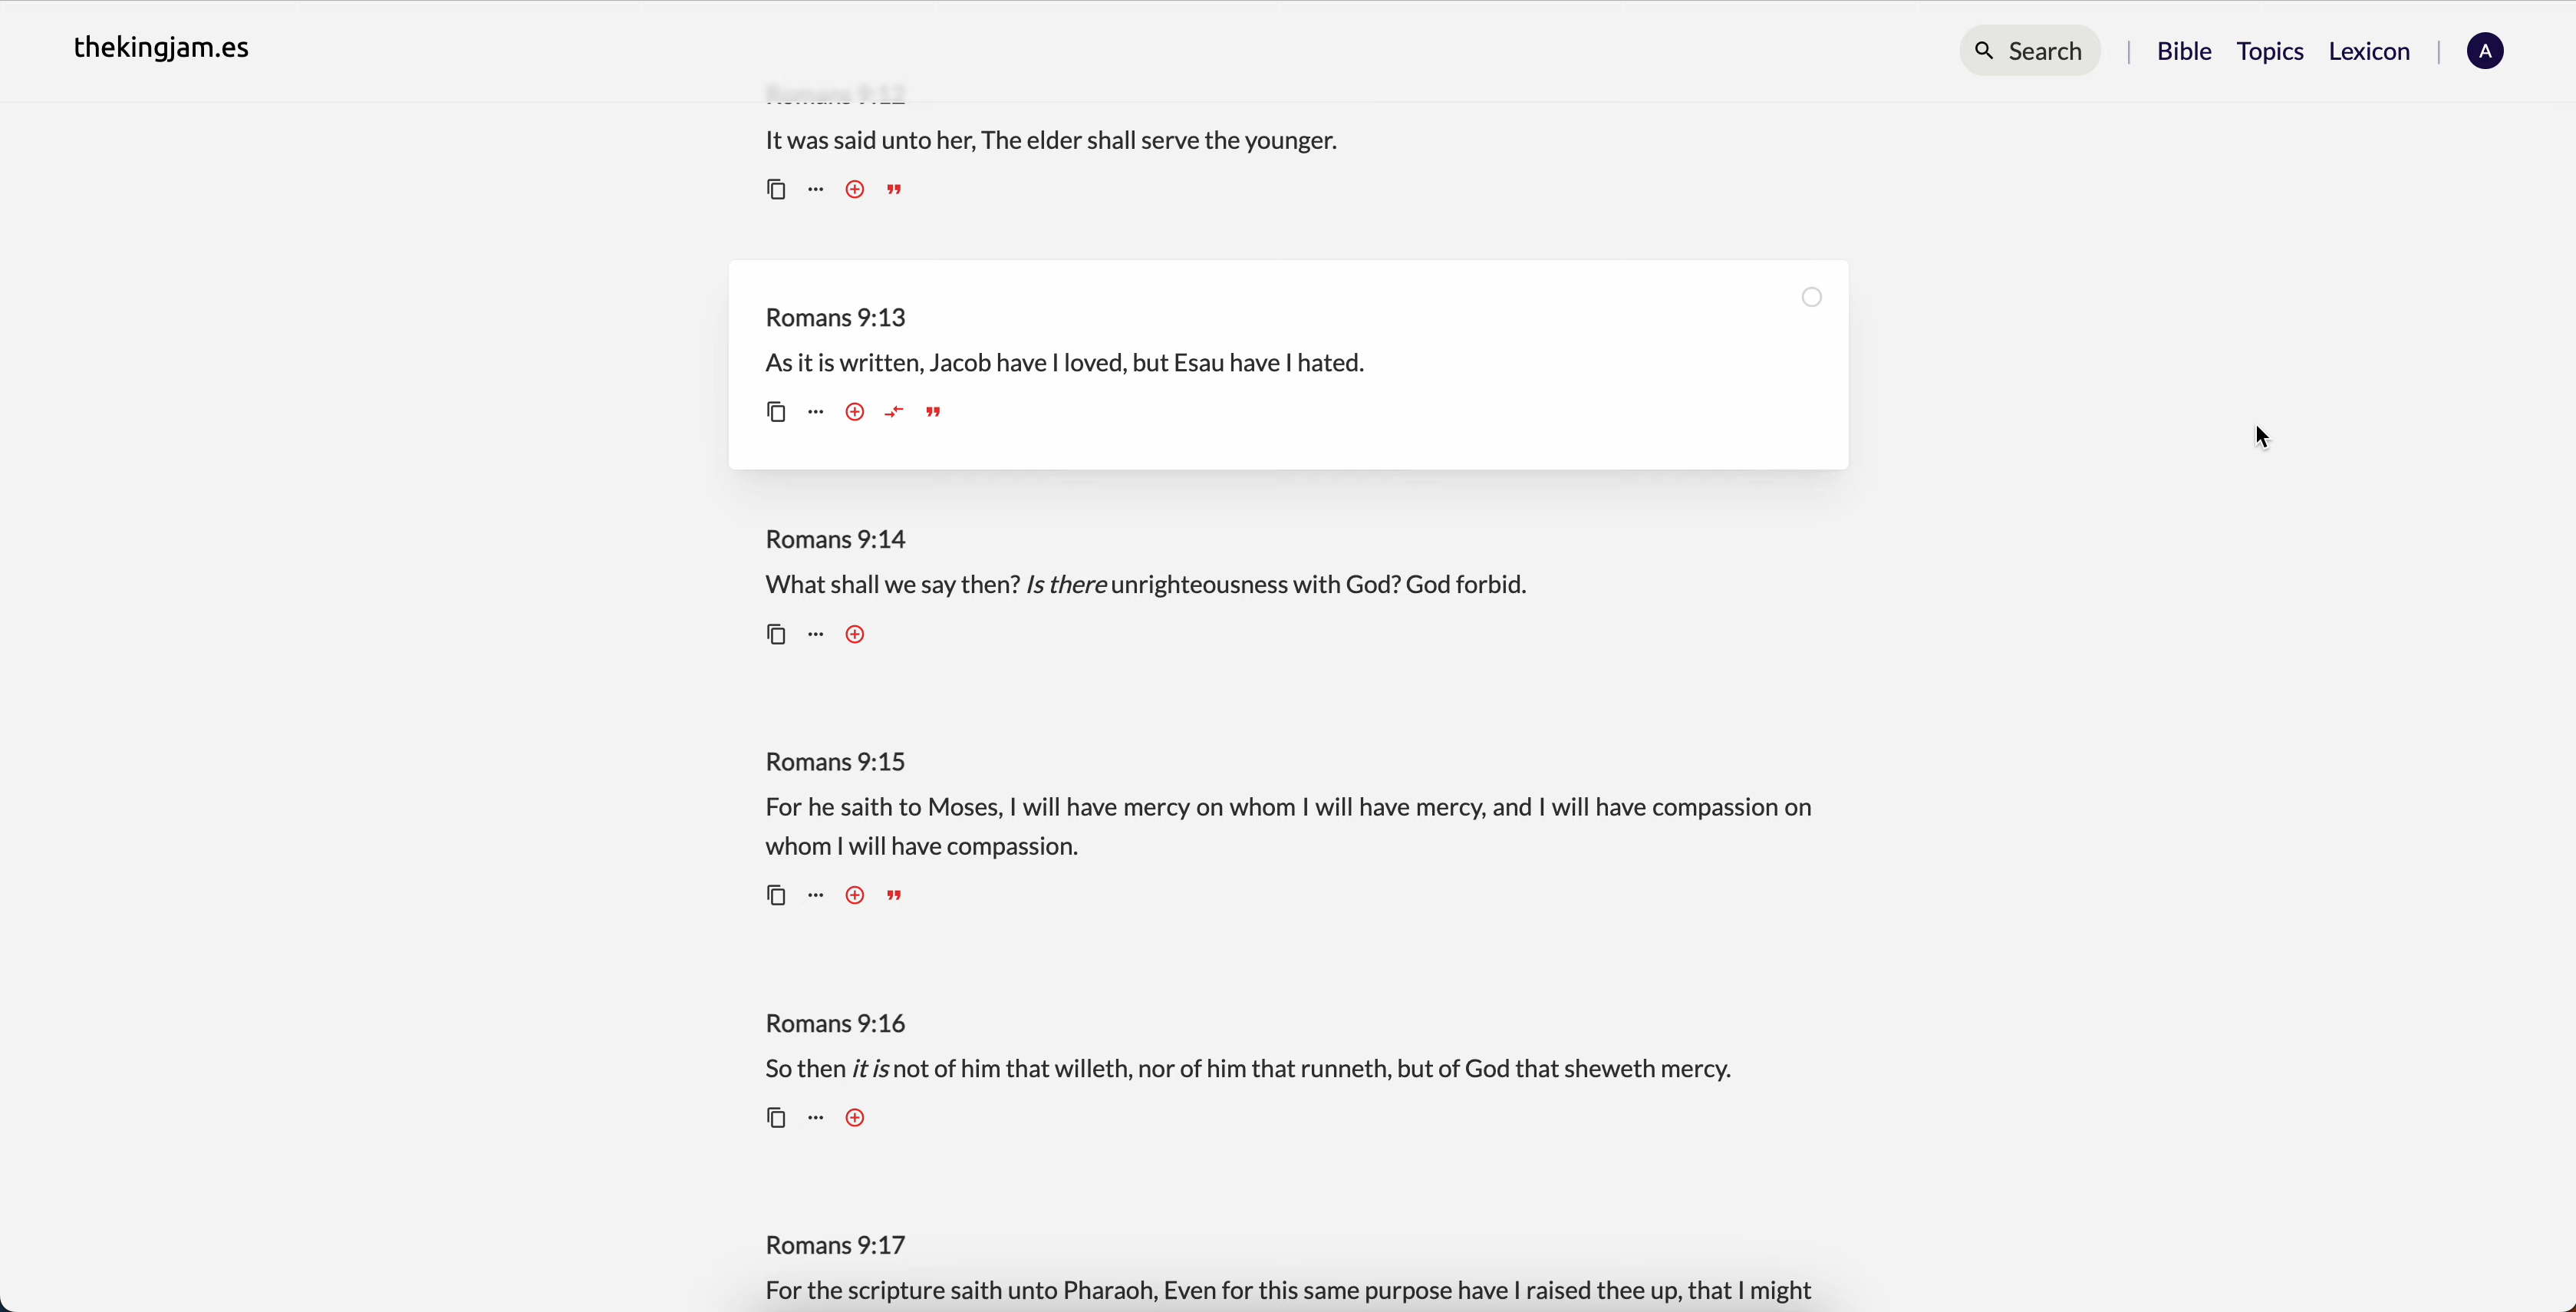 thekingjam.es
Search | Bible Topics Lexicon | A
Romans 9:12
It was said unto her, The elder shall serve the younger.
Romans 9:13
As it is written, Jacob have I loved, but Esau have I hated.
Romans 9:14
What shall we say then? Is there unrighteousness with God? God forbid.
Romans 9:15
For he saith to Moses, I will have mercy on whom I will have mercy, and I will have compassion on
whom I will have compassion.
Romans 9:16
So then it is not of him that willeth, nor of him that runneth, but of God that sheweth mercy.
Romans 9:17
For the scripture saith unto Pharaoh, Even for this same purpose have I raised thee up, that I might